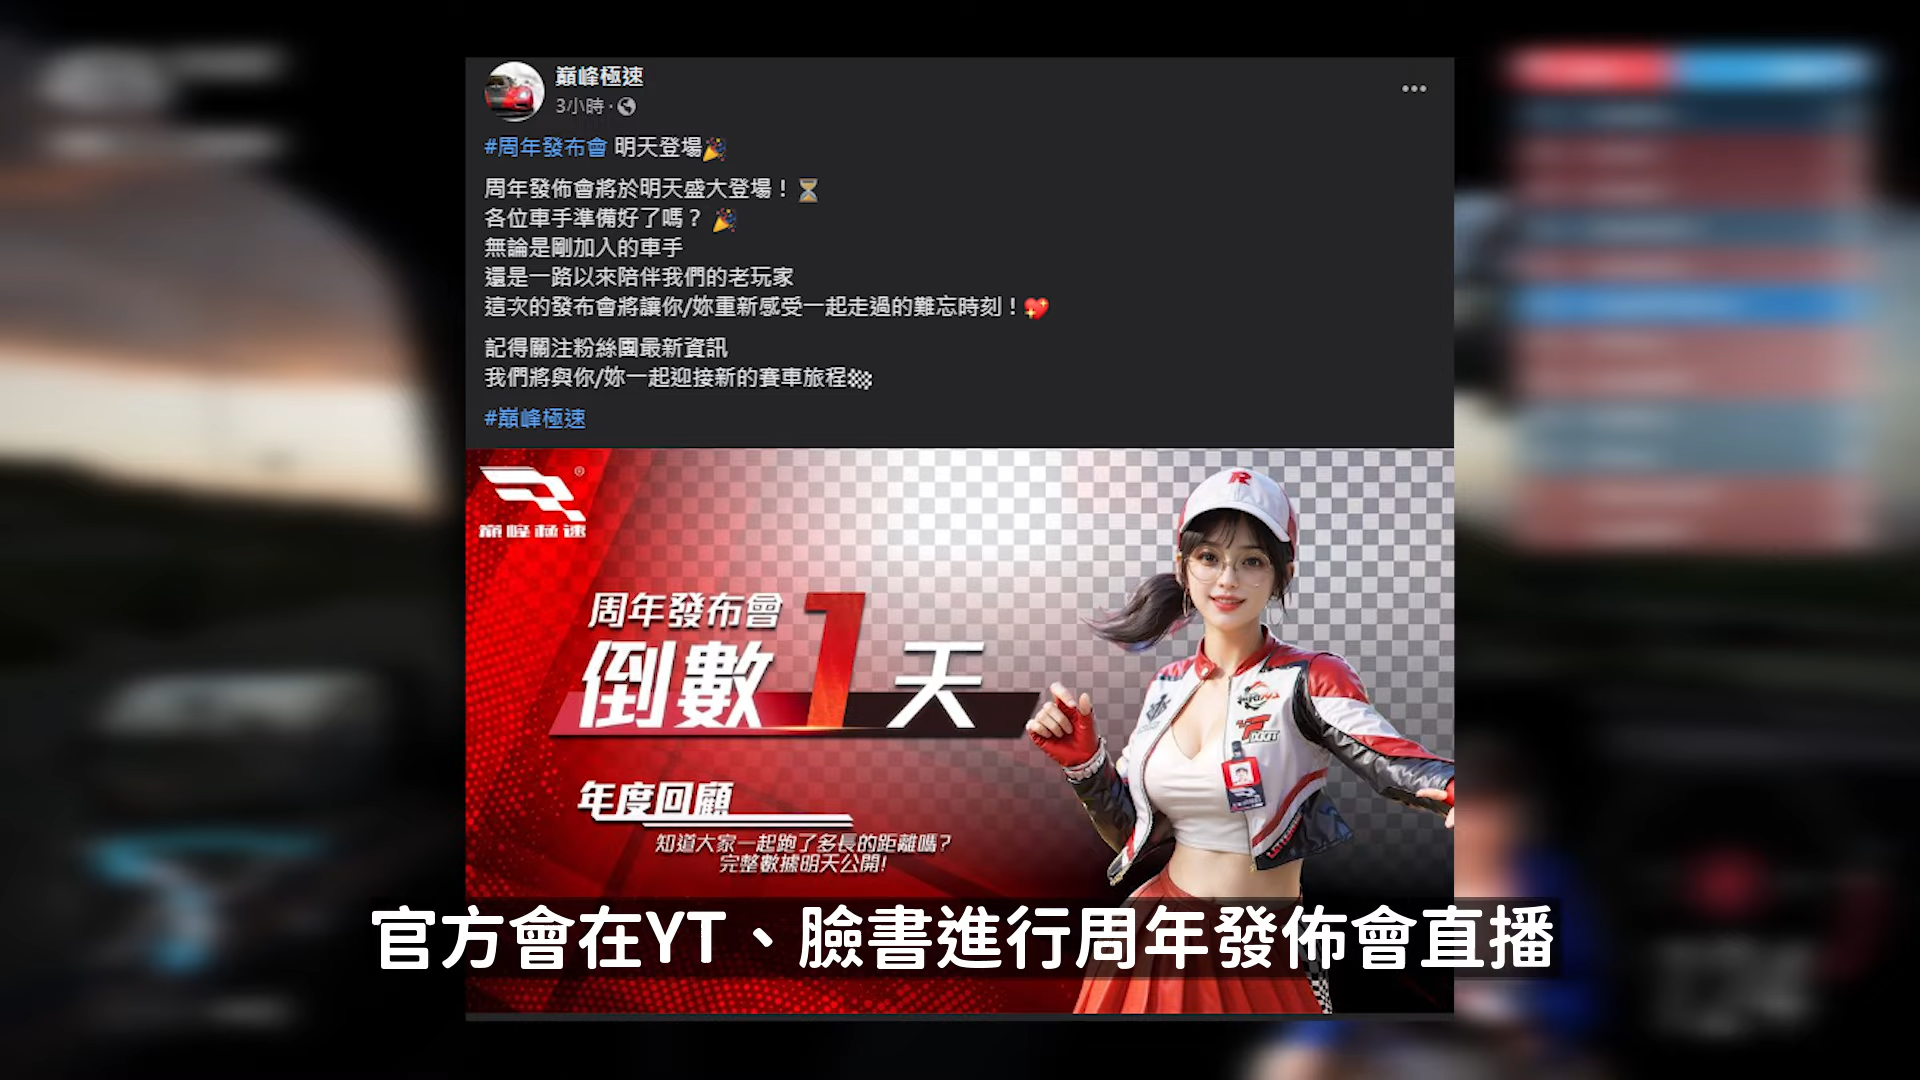 巔峰極速
3小時 ·
#周年發布會 明天登場🎉
周年發佈會將於明天盛大登場！⏳
各位車手準備好了嗎？🎉
無論是剛加入的車手
還是一路以來陪伴我們的老玩家
這次的發布會將讓你/妳重新感受一起走過的難忘時刻！💖
記得關注粉絲團最新資訊
我們將與你/妳一起迎接新的賽車旅程🏁
#巔峰極速
巔峰極速
R
周年發布會
倒數1天
年度回顧
知道大家一起跑了多長的距離嗎?
完整數據明天公開!
官方會在YT、臉書進行周年發佈會直播